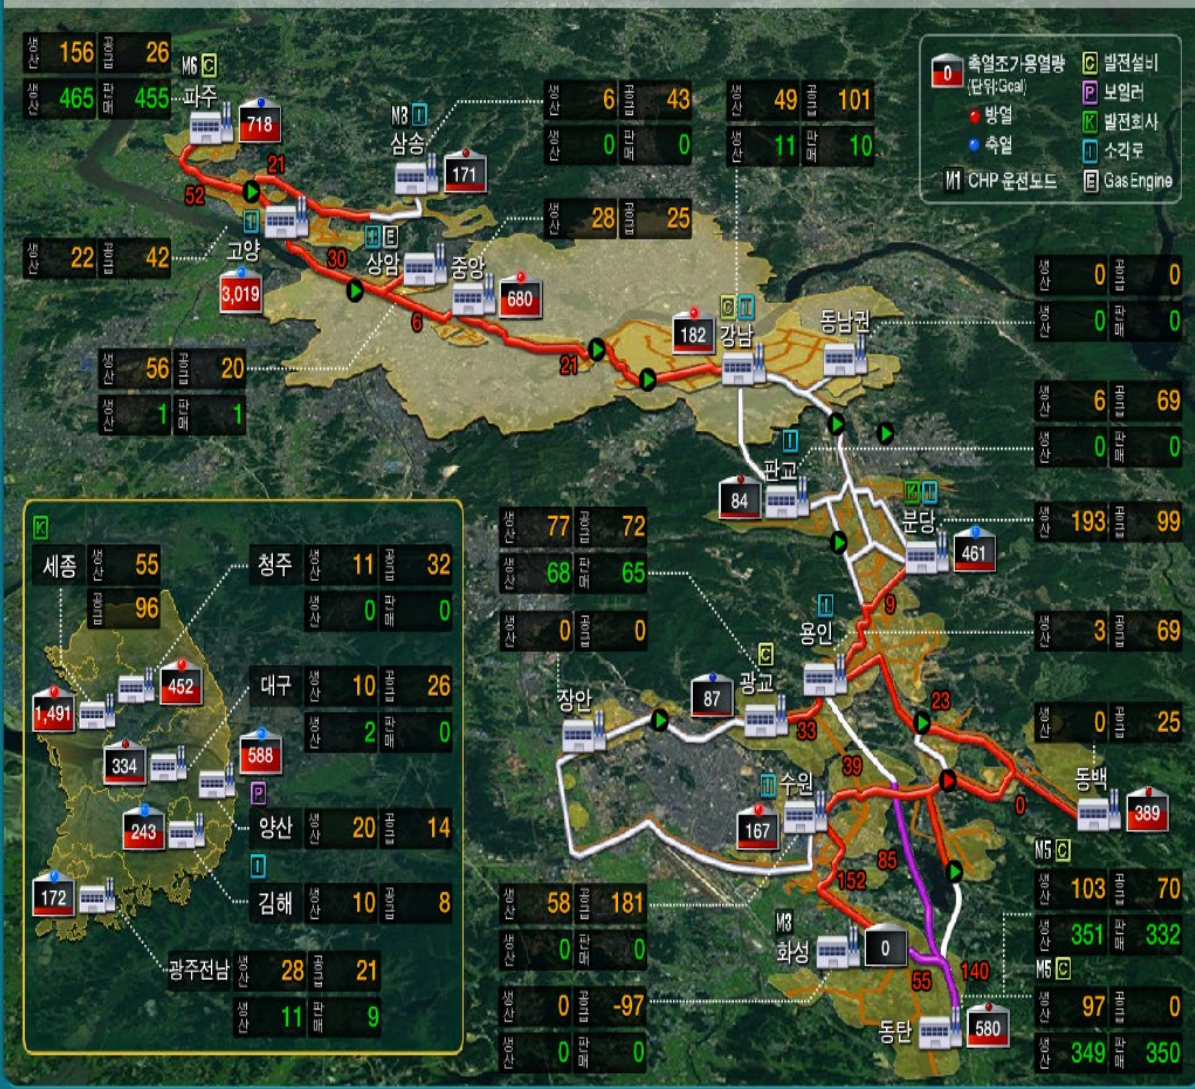 생산 156 공급 26
생산 465 판매 455
M6 C
파주
718
생산 22 공급 42
고양
3,019
52
21
30
6
21
M3 I
삼송
171
생산 6 공급 43
생산 0 판매 0
I E
상암
중앙
680
생산 28 공급 25
생산 56 공급 20
생산 1 판매 1
생산 49 공급 101
생산 11 판매 10
182
C I
강남
동남권
0 축열조가용열량
(단위:Gcal)
방열
축열
M1 CHP 운전모드
C 발전설비
P 보일러
K 발전회사
I 소각로
E Gas Engine
생산 0 공급 0
생산 0 판매 0
생산 6 공급 69
생산 0 판매 0
I
판교
84
K I
분당
461
생산 193 공급 99
9
I
용인
생산 3 공급 69
생산 77 공급 72
생산 68 판매 65
생산 0 공급 0
장안
87
C
광교
33
39
23
0
생산 0 공급 25
동백
389
I 수원
167
152
85
생산 58 공급 181
생산 0 판매 0
M3
화성
0
생산 0 공급 -97
생산 0 판매 0
55
140
동탄
580
M5 C
생산 103 공급 70
생산 351 판매 332
M5 C
생산 97 공급 0
생산 349 판매 350
K
세종 생산 55
공급 96
1,491
청주 생산 11 공급 32
생산 0 판매 0
452
대구 생산 10 공급 26
생산 2 판매 0
334
588
P
양산 생산 20 공급 14
243
I
김해 생산 10 공급 8
172
광주전남 생산 28 공급 21
생산 11 판매 9